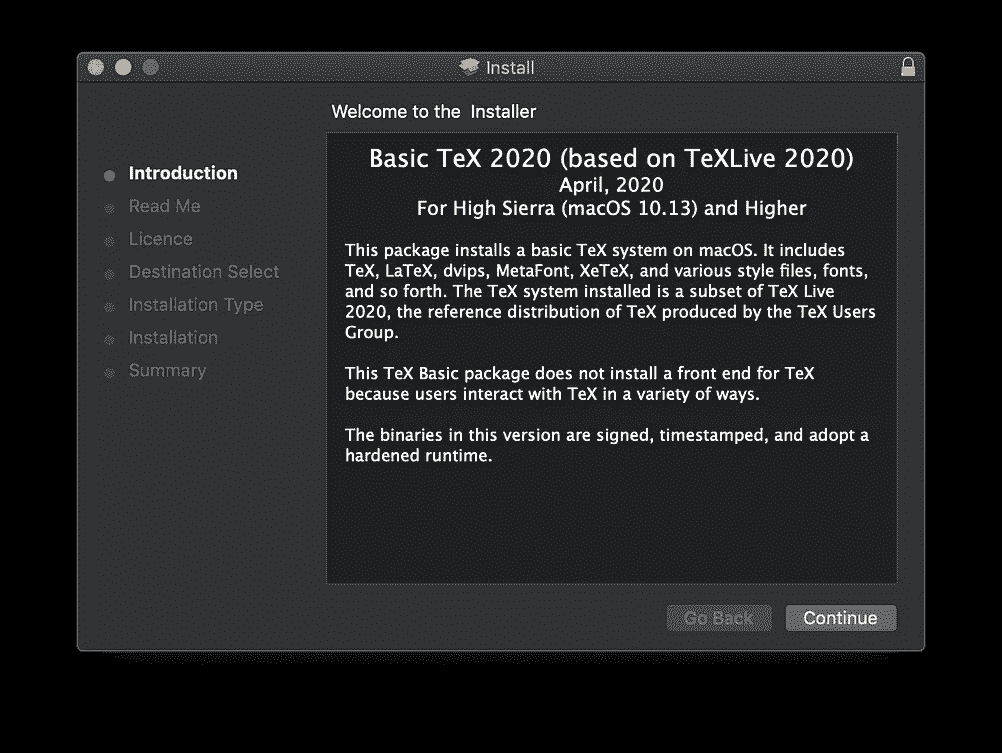 Install
Welcome to the Installer
Introduction
Read Me
Licence
Destination Select
Installation Type
Installation
Summary
Basic TeX 2020 (based on TeXLive 2020)
April, 2020
For High Sierra (macOS 10.13) and Higher
This package installs a basic TeX system on macOS. It includes
TeX, LaTeX, dvips, MetaFont, XeTeX, and various style files, fonts,
and so forth. The TeX system installed is a subset of TeX Live
2020, the reference distribution of TeX produced by the TeX Users
Group.
This TeX Basic package does not install a front end for TeX
because users interact with TeX in a variety of ways.
The binaries in this version are signed, timestamped, and adopt a
hardened runtime.
Go Back
Continue